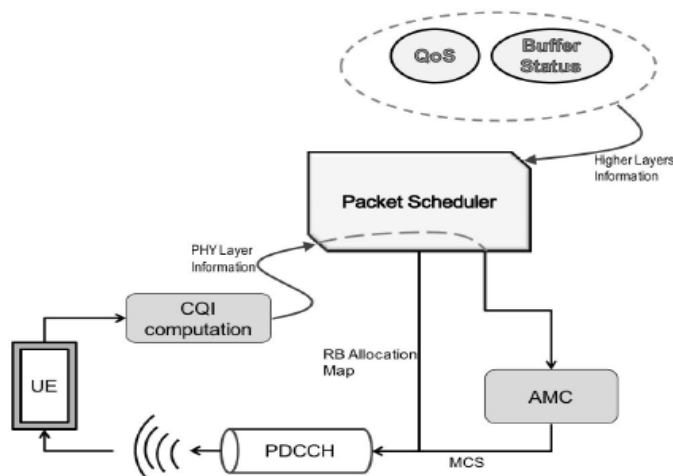 QoS
Buffer
Status
Higher Layers
Information
Packet Scheduler
PHY Layer
Information
CQI
computation
RB Allocation
Map
UE
AMC
PDCCH
MCS